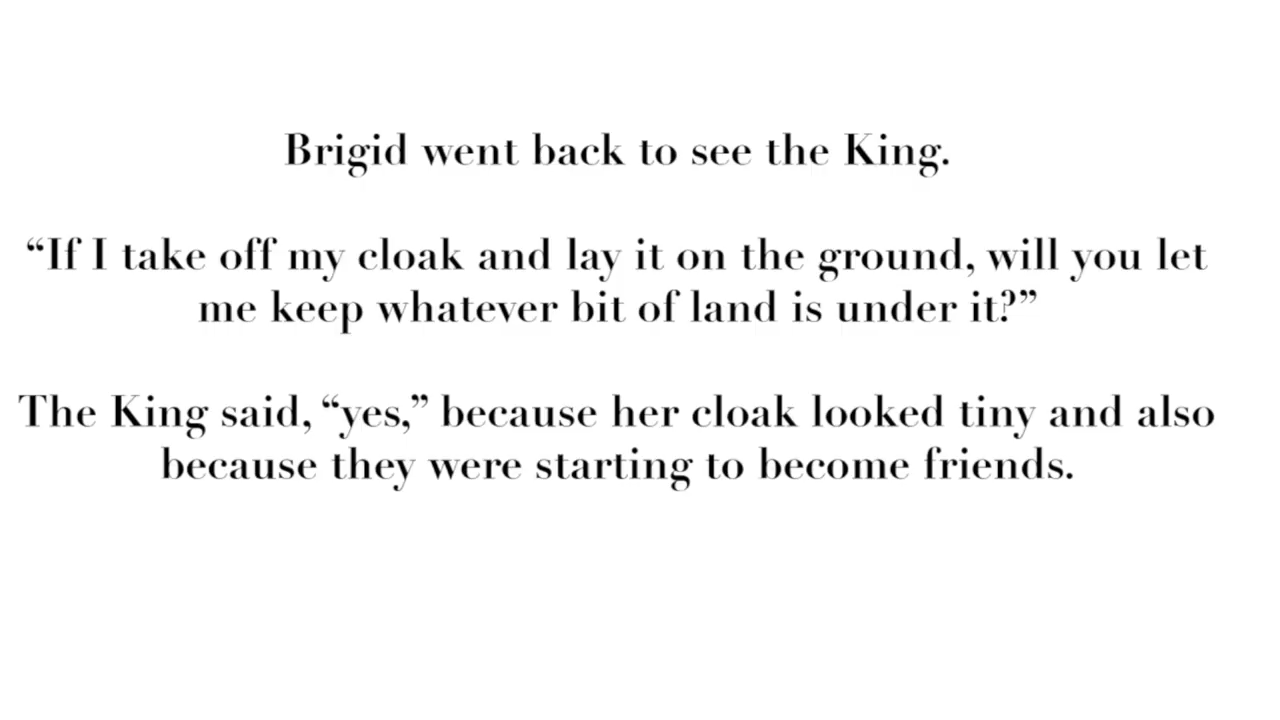 Brigid went back to see the King.
“If I take off my cloak and lay it on the ground, will you let
me keep whatever bit of land is under it?”
The King said, “yes,” because her cloak looked tiny and also
because they were starting to become friends.